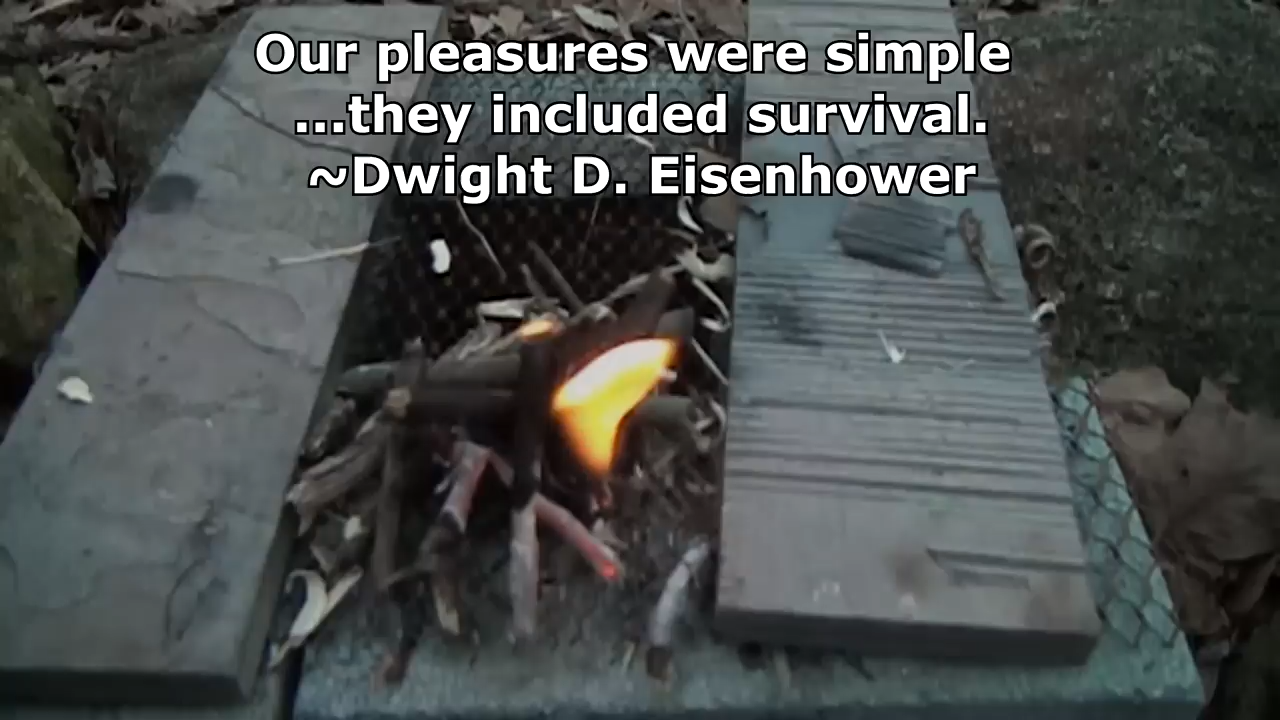 Our pleasures were simple
...they included survival.
~Dwight D. Eisenhower